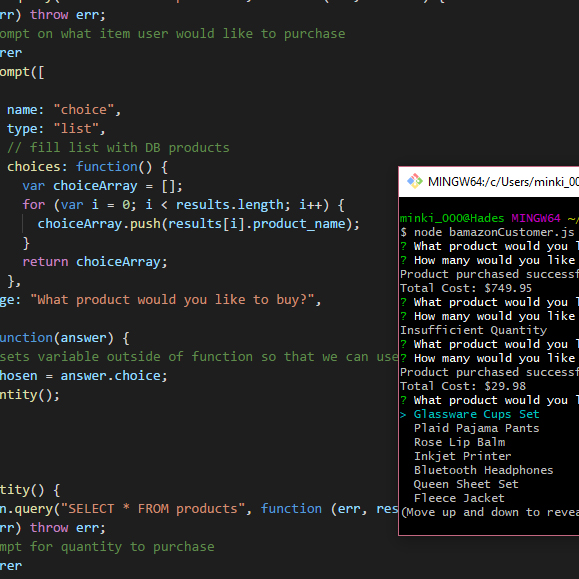 rr) throw err;
ompt on what item user would like to purchase
rer
ompt([
name: "choice",
type: "list",
// fill list with DB products
choices: function() {
var choiceArray = [];
for (var i = 0; i < results.length; i++) {
choiceArray.push(results[i].product_name);
}
return choiceArray;
},
ge: "What product would you like to buy?",
unction(answer) {
sets variable outside of function so that we can use
hosen = answer.choice;
ntity();
tity() {
n.query("SELECT * FROM products", function (err, res
rr) throw err;
mpt for quantity to purchase
rer
MINGW64:/c/Users/minki_00
minki_000@Hades MINGW64 ~/
$ node bamazonCustomer.js
? What product would you l
? How many would you like
Product purchased successf
Total Cost: $749.95
? What product would you l
? How many would you like
Insufficient Quantity
? What product would you l
? How many would you like
Product purchased successf
Total Cost: $29.98
? What product would you l
> Glassware Cups Set
Plaid Pajama Pants
Rose Lip Balm
Inkjet Printer
Bluetooth Headphones
Queen Sheet Set
Fleece Jacket
(Move up and down to revea